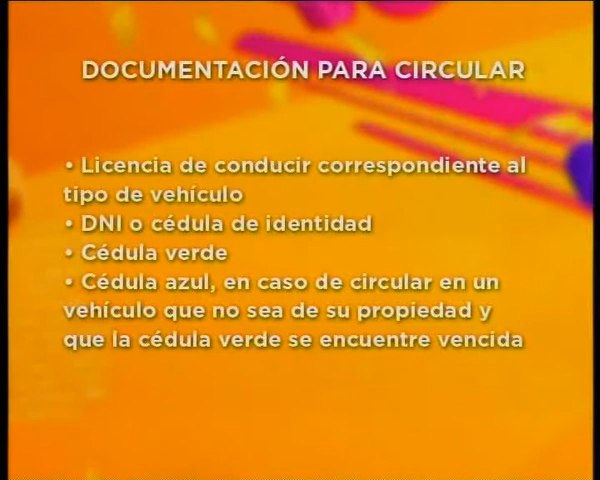 DOCUMENTACIÓN PARA CIRCULAR
• Licencia de conducir correspondiente al
tipo de vehículo
• DNI o cédula de identidad
• Cédula verde
• Cédula azul, en caso de circular en un
vehículo que no sea de su propiedad y
que la cédula verde se encuentre vencida